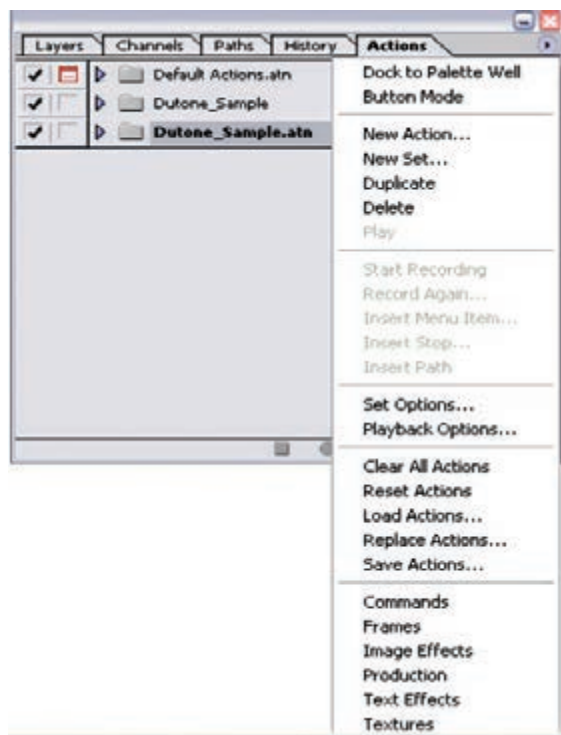 Layers Channels Paths History Actions
Default Actions.atn
Dutone_Sample
Dutone_Sample.atn
Dock to Palette Well
Button Mode
New Action...
New Set...
Duplicate
Delete
Play
Start Recording
Record Again...
Insert Menu Item...
Insert Stop...
Insert Path
Set Options...
Playback Options...
Clear All Actions
Reset Actions
Load Actions...
Replace Actions...
Save Actions...
Commands
Frames
Image Effects
Production
Text Effects
Textures